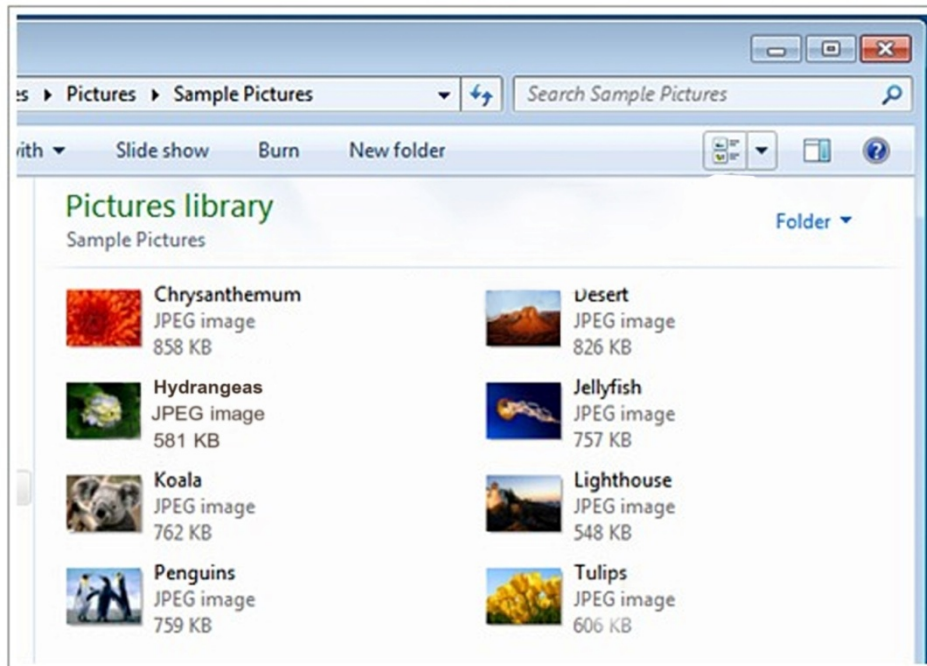 Pictures Sample Pictures
Search Sample Pictures
Slide show Burn New folder
Pictures library
Sample Pictures
Folder
Chrysanthemum
JPEG image
858 KB
Desert
JPEG image
826 KB
Hydrangeas
JPEG image
581 KB
Jellyfish
JPEG image
757 KB
Koala
JPEG image
762 KB
Lighthouse
JPEG image
548 KB
Penguins
JPEG image
759 KB
Tulips
JPEG image
606 KB